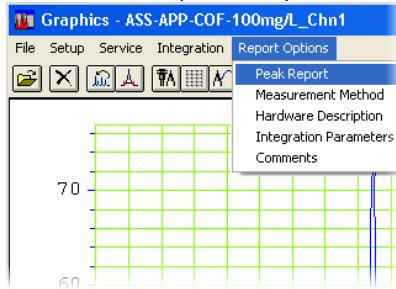 Graphics - ASS-APP-COF-100mg/L_Chn1
File Setup Service Integration Report Options
Peak Report
Measurement Method
Hardware Description
Integration Parameters
Comments
70
60